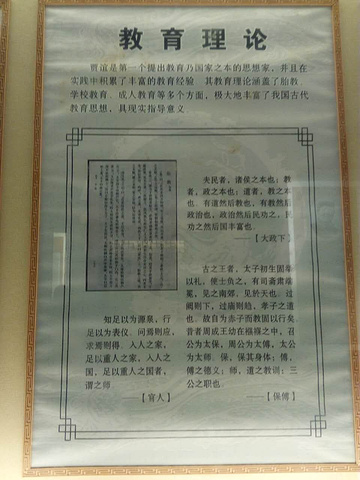 教育理论
贾谊是第一个提出教育乃国家之本的思想家，并且在
实践中积累了丰富的教育经验 其教育理论涵盖了胎教、
学校教育、成人教育等多个方面，极大地丰富了我国古代
教育思想，具现实指导意义
夫民者，诸侯之本也；教
者，政之本也；道者，教之本
也 有道然后教也，有教然后
政治也，政治然后民功之，民
功之然后国丰富也
——【大政下】
古之王者，太子初生固举
以礼，使士负之，有司斋肃端
冕，见之南郊，见於天也 过
阙则下，过庙则趋，孝子之道
也 故自为赤子而教固以行矣
昔者周成王幼在襁褓之中，召
公为太保，周公为太傅，太公
为太师 保，保其身体；傅，
傅之德义；师，道之教训：三
公之职也
——【保傅】
知足以为源泉，行
足以为表仪 问焉则应，
求焉则得 入人之家，
足以重人之家，入人之
国，足以重人之国者，
谓之师
——【官人】